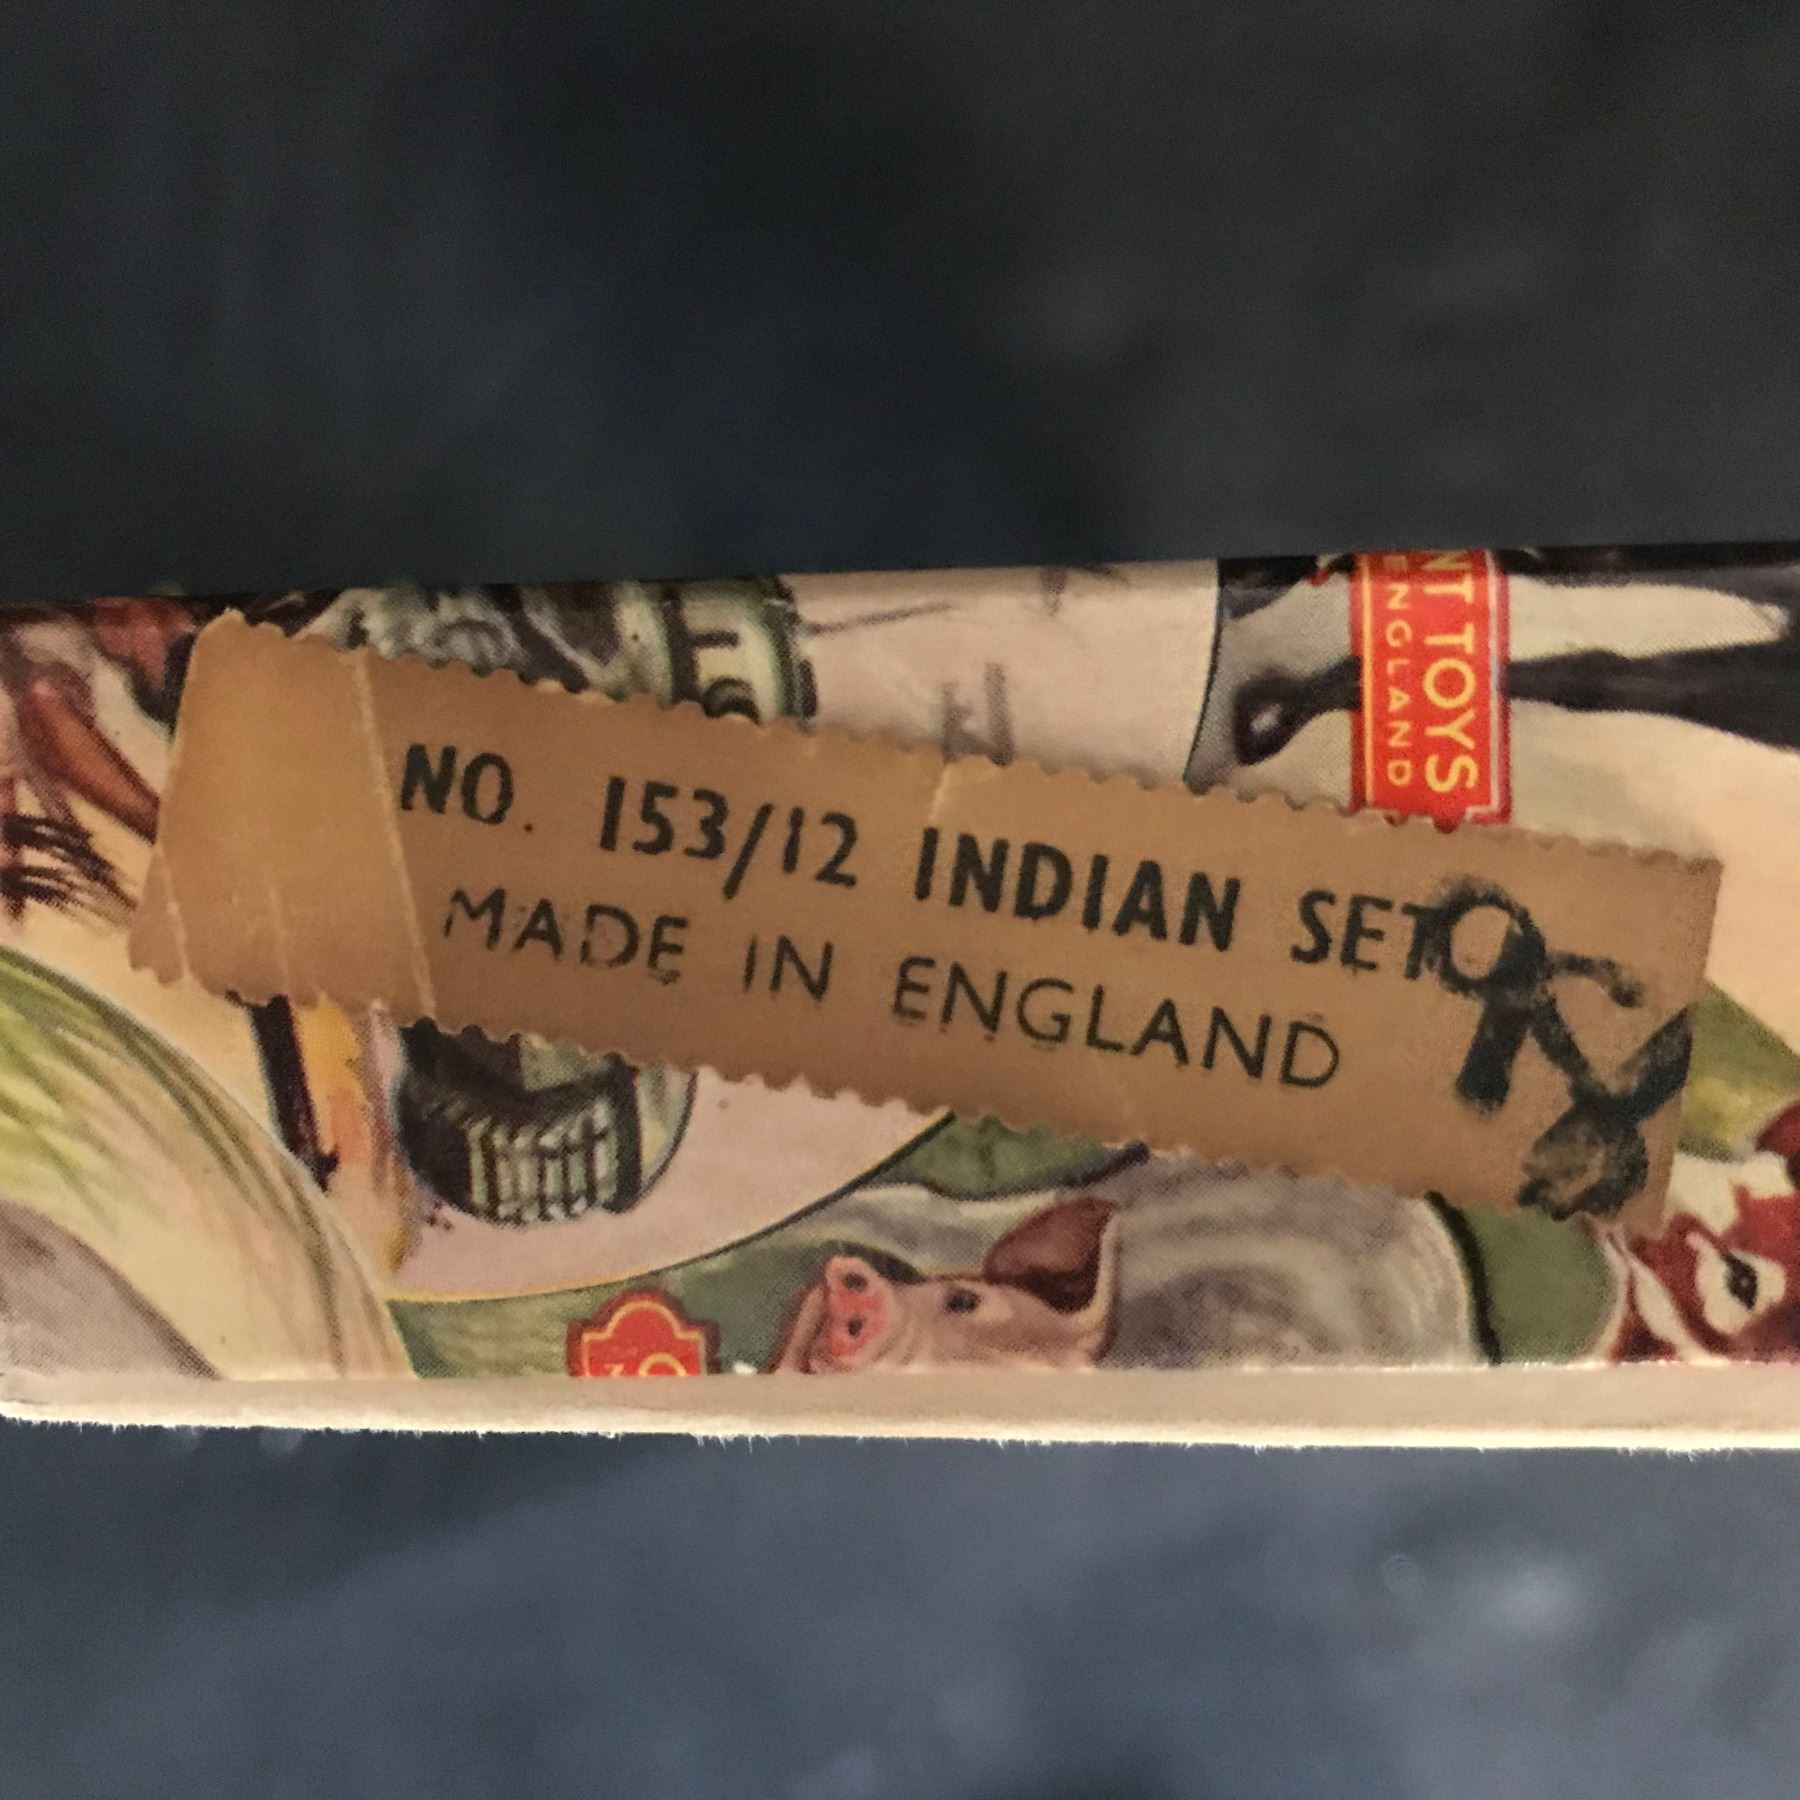 NT TOYS
ENGLAND
NO. 153/12 INDIAN SET
MADE IN ENGLAND